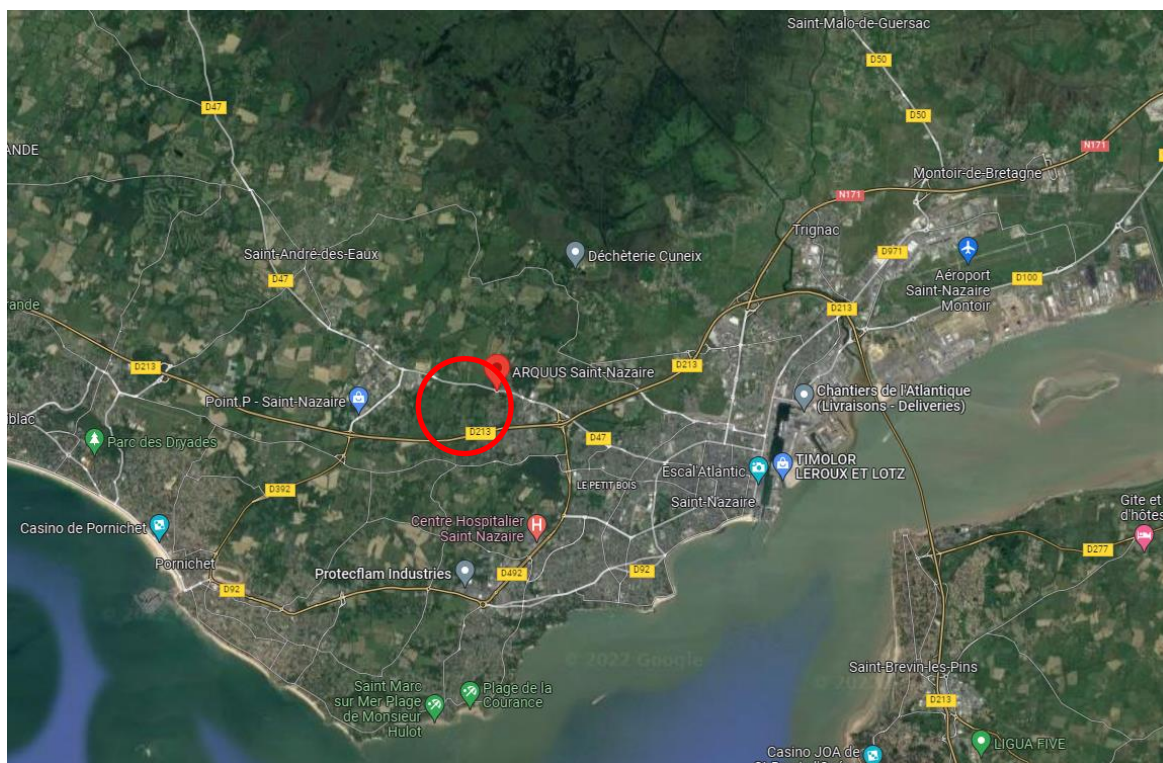 Saint-Malo-de-Guersac
D50
D47
D50
ANDE
N171
Montoir-de-Bretagne
N171
Trignac
Saint-André-des-Eaux
Déchèterie Cuneix
D971
Aéroport
Saint-Nazaire
Montoir
D47
D100
rande
D213
D213
D213
ARQUUS Saint-Nazaire
Point.P - Saint-Nazaire
Chantiers de l'Atlantique
(Livraisons - Deliveries)
blac
Parc des Dryades
D213
D47
Escal'Atlantic
TIMOLOR
LEROUX ET LOTZ
LE PETIT BOIS
D392
Saint-Nazaire
Gite et
d'hôtes
Casino de Pornichet
Centre Hospitalier
Saint Nazaire
D277
Pornichet
Protecflam Industries
D492
D92
D92
© 2022 Google
Saint-Brevin-les-Pins
Saint Marc
sur Mer Plage
de Monsieur
Hulot
Plage de la
Courance
D213
LIGUA FIVE
Casino JOA de